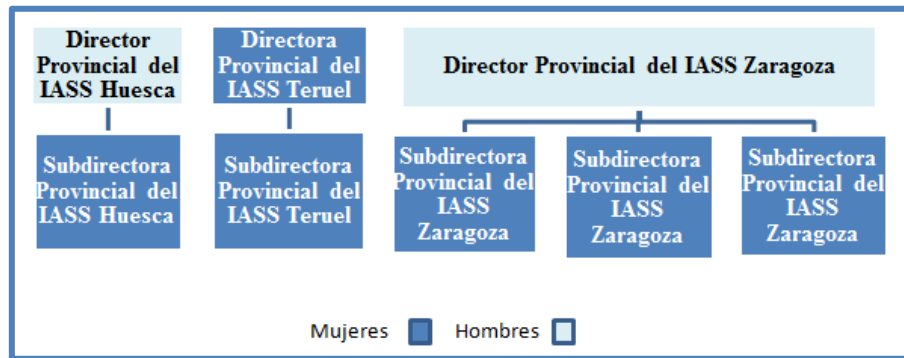 Director
Provincial del
IASS Huesca
Directora
Provincial del
IASS Teruel
Director Provincial del IASS Zaragoza
Subdirectora
Provincial del
IASS Huesca
Subdirectora
Provincial del
IASS Teruel
Subdirectora
Provincial del
IASS
Zaragoza
Subdirectora
Provincial del
IASS
Zaragoza
Subdirectora
Provincial del
IASS
Zaragoza
Mujeres Hombres